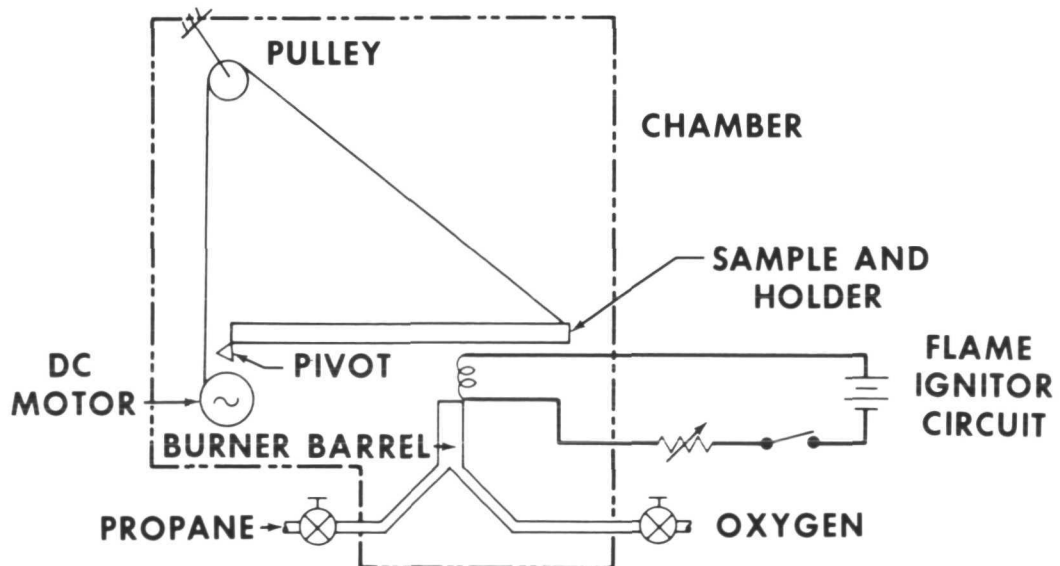 PULLEY
CHAMBER
SAMPLE AND
HOLDER
PIVOT
DC
MOTOR
FLAME
IGNITOR
CIRCUIT
BURNER BARREL
PROPANE
OXYGEN